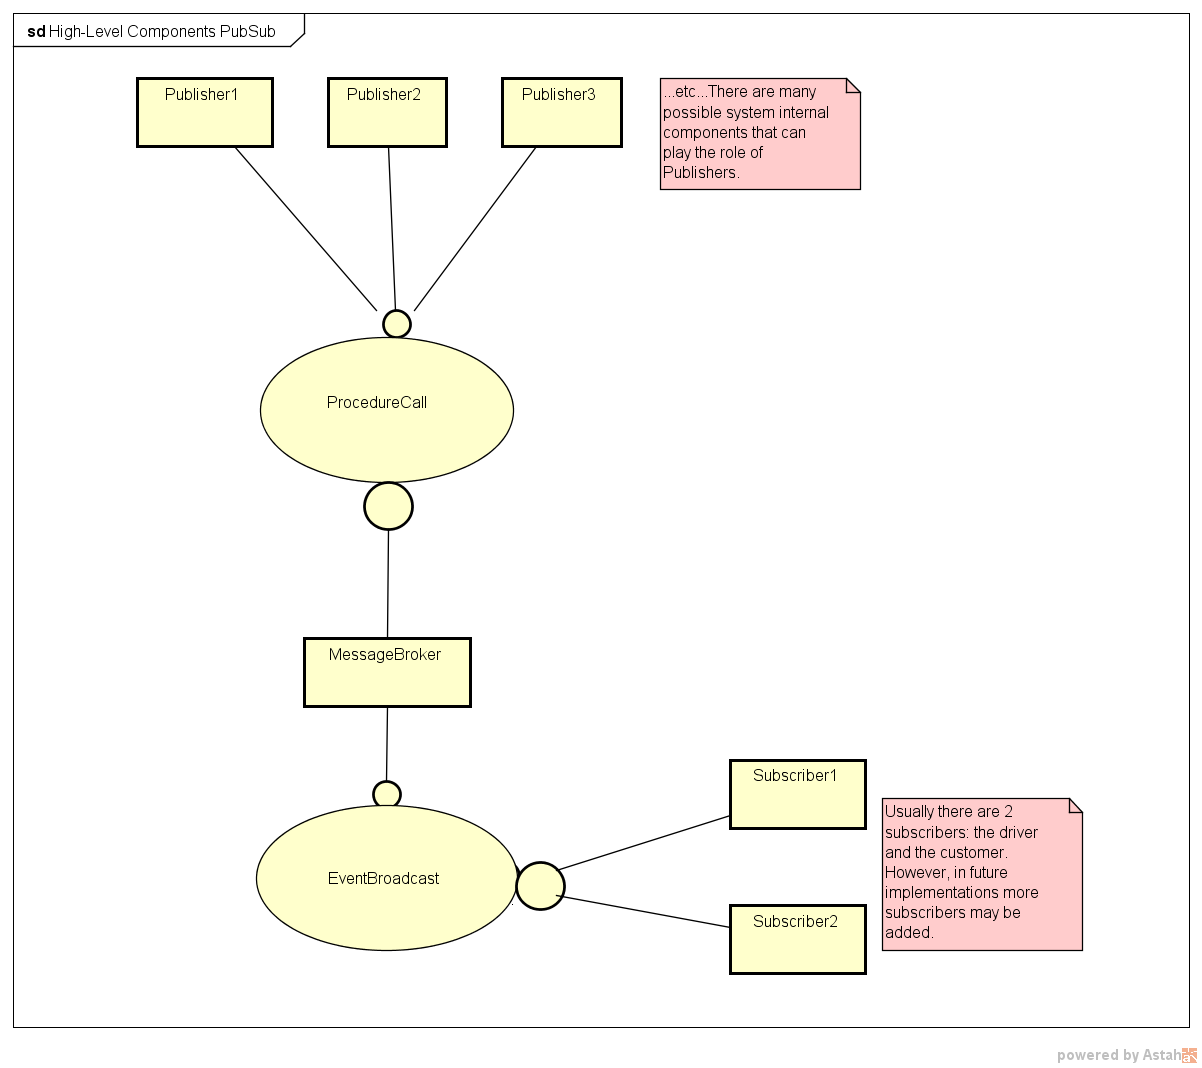 sd High-Level Components PubSub
Publisher1
Publisher2
Publisher3
...etc...There are many
possible system internal
components that can
play the role of
Publishers.
ProcedureCall
MessageBroker
EventBroadcast
Subscriber1
Subscriber2
Usually there are 2
subscribers: the driver
and the customer.
However, in future
implementations more
subscribers may be
added.
powered by Astah